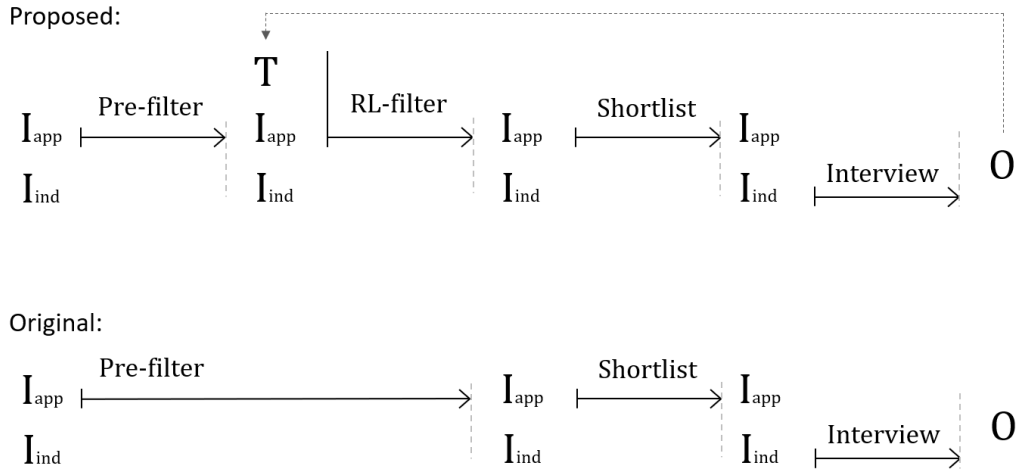 Proposed:
T
Pre-filter RL-filter Shortlist
Iapp Iapp Iapp Iapp
Interview O
Iind Iind Iind Iind
Original:
Pre-filter Shortlist
Iapp Iapp Iapp
Interview O
Iind Iind Iind